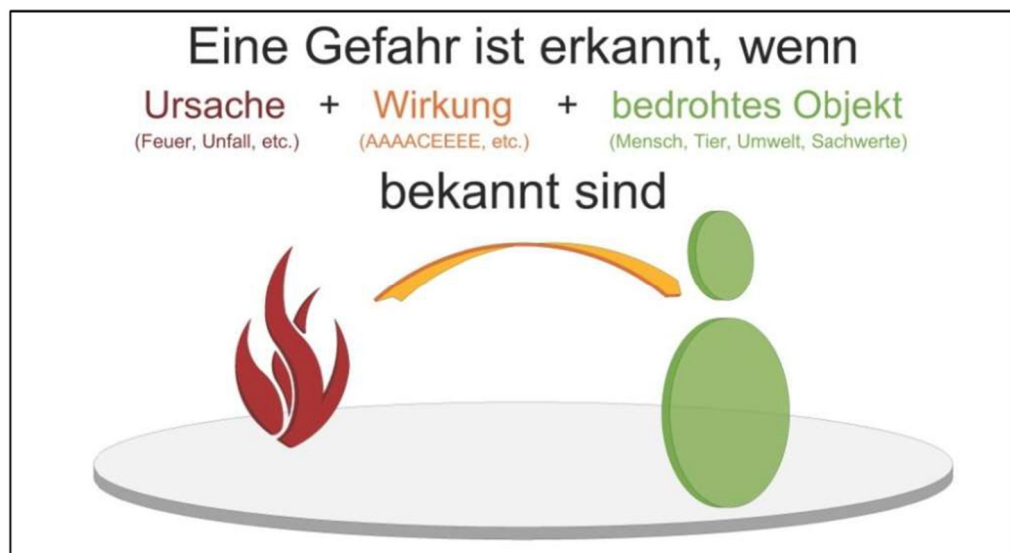 Eine Gefahr ist erkannt, wenn
Ursache + Wirkung + bedrohtes Objekt
(Feuer, Unfall, etc.) (AAAACEEEE, etc.) (Mensch, Tier, Umwelt, Sachwerte)
bekannt sind